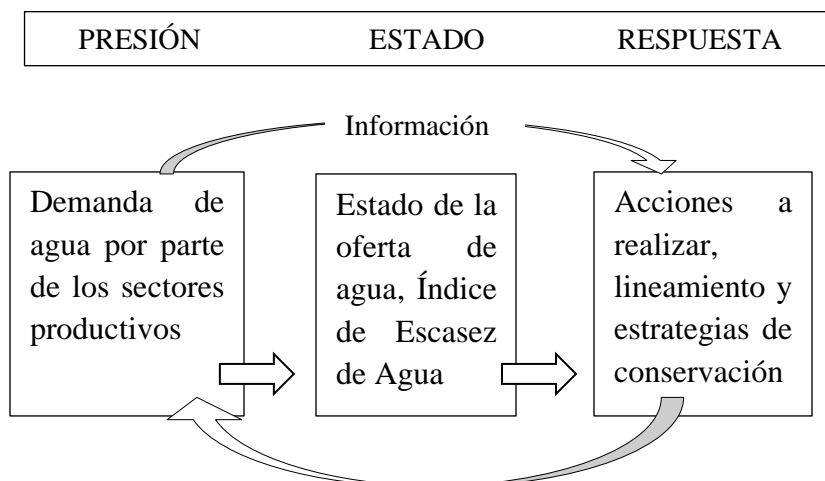 PRESIÓN ESTADO RESPUESTA
Información
Demanda de
agua por parte
de los sectores
productivos
Estado de la
oferta de
agua, Índice
de Escasez
de Agua
Acciones a
realizar,
lineamiento y
estrategias de
conservación